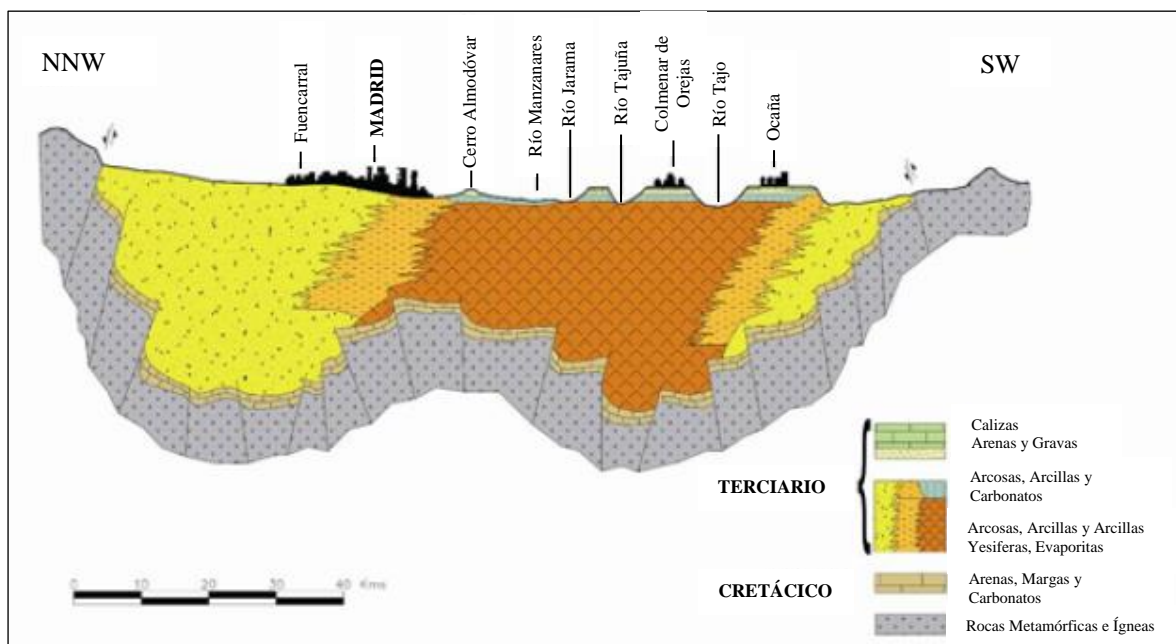 NNW
SW
Fuencarral
MADRID
Cerro Almodóvar
Río Manzanares
Río Jarama
Río Tajuña
Colmenar de
Orejas
Río Tajo
Ocaña
TERCIARIO
Calizas
Arenas y Gravas
Arcosas, Arcillas y
Carbonatos
Arcosas, Arcillas y Arcillas
Yesiferas, Evaporitas
CRETÁCICO
Arenas, Margas y
Carbonatos
Rocas Metamórficas e Ígneas
0 10 20 30 40 Kms